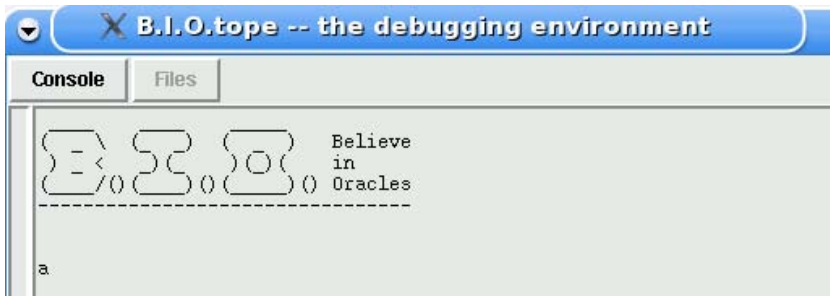 B.I.O.tope -- the debugging environment
Console Files
Believe
in
Oracles
a